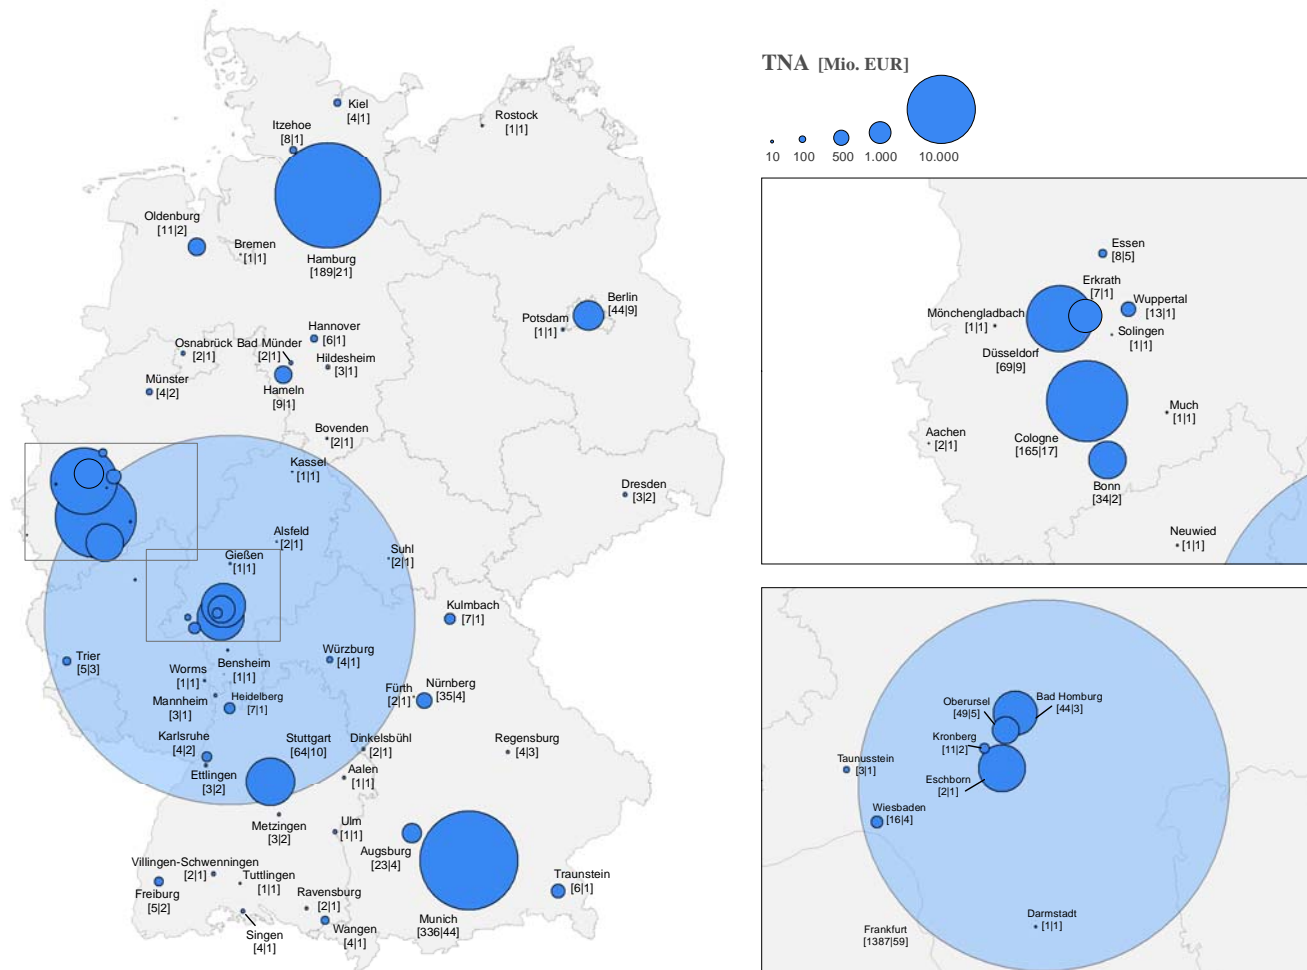 Kiel
[4|1]
Rostock
[1|1]
Itzehoe
[8|1]
Oldenburg
[11|2]
Bremen
[1|1]
Hamburg
[189|21]
Berlin
[44|9]
Potsdam
[1|1]
Hannover
[6|1]
Osnabrück
[2|1]
Bad Münder
[2|1]
Hildesheim
[3|1]
Münster
[4|2]
Hameln
[9|1]
Bovenden
[2|1]
Kassel
[1|1]
Dresden
[3|2]
Alsfeld
[2|1]
Gießen
[1|1]
Suhl
[2|1]
Kulmbach
[7|1]
Trier
[5|3]
Würzburg
[4|1]
Worms
[1|1]
Bensheim
[1|1]
Mannheim
[3|1]
Heidelberg
[7|1]
Fürth
[2|1]
Nürnberg
[35|4]
Karlsruhe
[4|2]
Stuttgart
[64|10]
Dinkelsbühl
[2|1]
Regensburg
[4|3]
Ettlingen
[3|2]
Aalen
[1|1]
Metzingen
[3|2]
Ulm
[1|1]
Augsburg
[23|4]
Villingen-Schwenningen
[2|1]
Tuttlingen
[1|1]
Freiburg
[5|2]
Ravensburg
[2|1]
Traunstein
[6|1]
Singen
[4|1]
Wangen
[4|1]
Munich
[336|44]
TNA [Mio. EUR]
10 100 500 1.000 10.000
Essen
[8|5]
Erkrath
[7|1]
Wuppertal
[13|1]
Mönchengladbach
[1|1]
Solingen
[1|1]
Düsseldorf
[69|9]
Much
[1|1]
Aachen
[2|1]
Cologne
[165|17]
Bonn
[34|2]
Neuwied
[1|1]
Oberursel
[49|5]
Bad Homburg
[44|3]
Kronberg
[11|2]
Taunusstein
[3|1]
Eschborn
[2|1]
Wiesbaden
[16|4]
Darmstadt
[1|1]
Frankfurt
[1387|59]